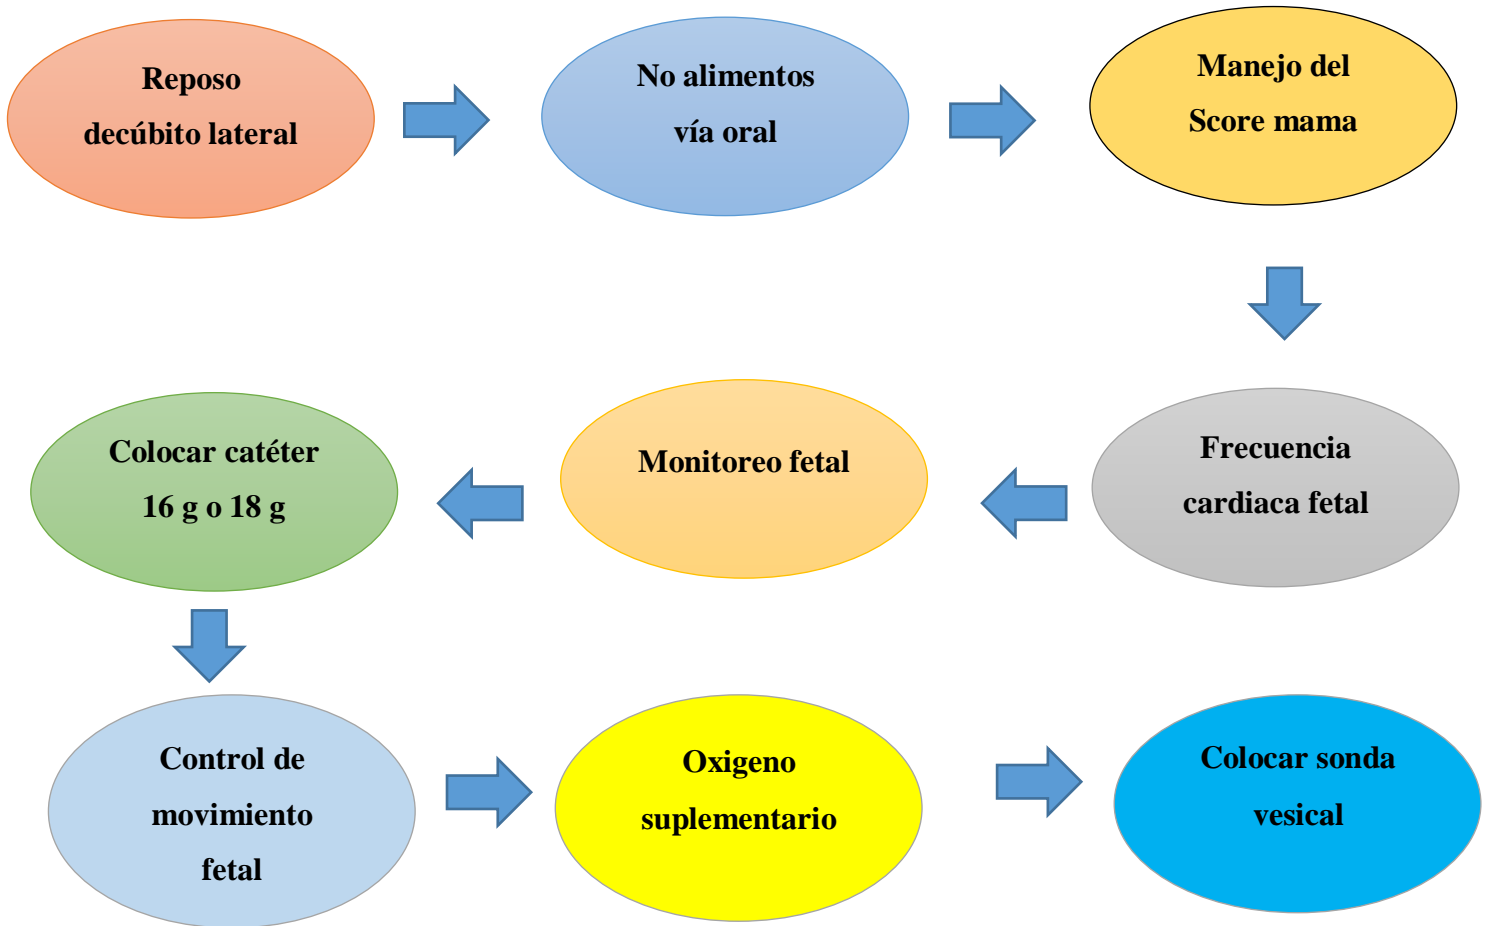 Reposo
decúbito lateral
No alimentos
vía oral
Manejo del
Score mama
Frecuencia
cardiaca fetal
Monitoreo fetal
Colocar catéter
16 g o 18 g
Control de
movimiento
fetal
Oxigeno
suplementario
Colocar sonda
vesical